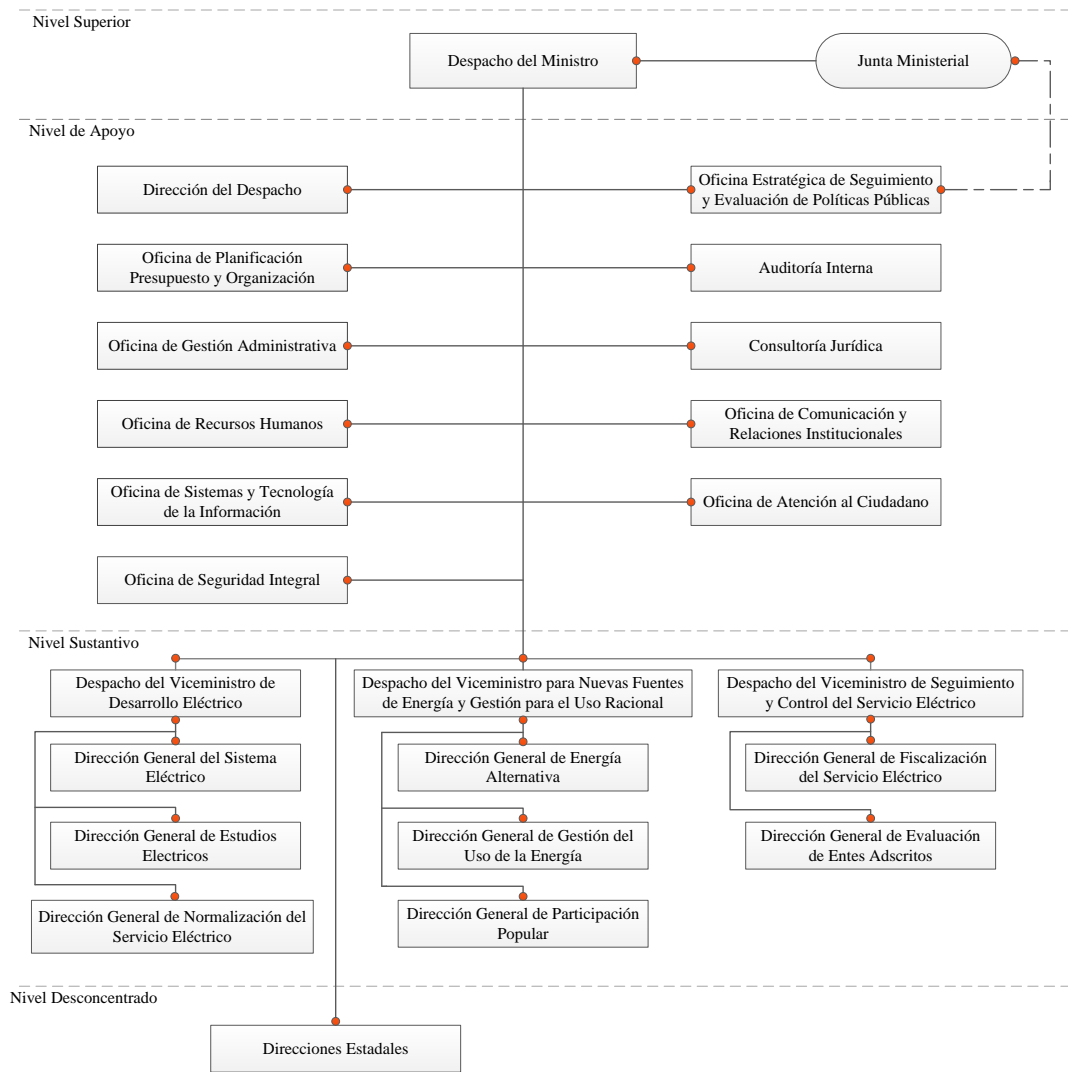 Nivel Superior
Despacho del Ministro
Junta Ministerial
Nivel de Apoyo
Dirección del Despacho
Oficina Estratégica de Seguimiento
y Evaluación de Políticas Públicas
Oficina de Planificación
Presupuesto y Organización
Auditoría Interna
Oficina de Gestión Administrativa
Consultoría Jurídica
Oficina de Recursos Humanos
Oficina de Comunicación y
Relaciones Institucionales
Oficina de Sistemas y Tecnología
de la Información
Oficina de Atención al Ciudadano
Oficina de Seguridad Integral
Nivel Sustantivo
Despacho del Viceministro de
Desarrollo Eléctrico
Despacho del Viceministro para Nuevas Fuentes
de Energía y Gestión para el Uso Racional
Despacho del Viceministro de Seguimiento
y Control del Servicio Eléctrico
Dirección General del Sistema
Eléctrico
Dirección General de Energía
Alternativa
Dirección General de Fiscalización
del Servicio Eléctrico
Dirección General de Estudios
Electricos
Dirección General de Gestión del
Uso de la Energía
Dirección General de Evaluación
de Entes Adscritos
Dirección General de Normalización del
Servicio Eléctrico
Dirección General de Participación
Popular
Nivel Desconcentrado
Direcciones Estadales